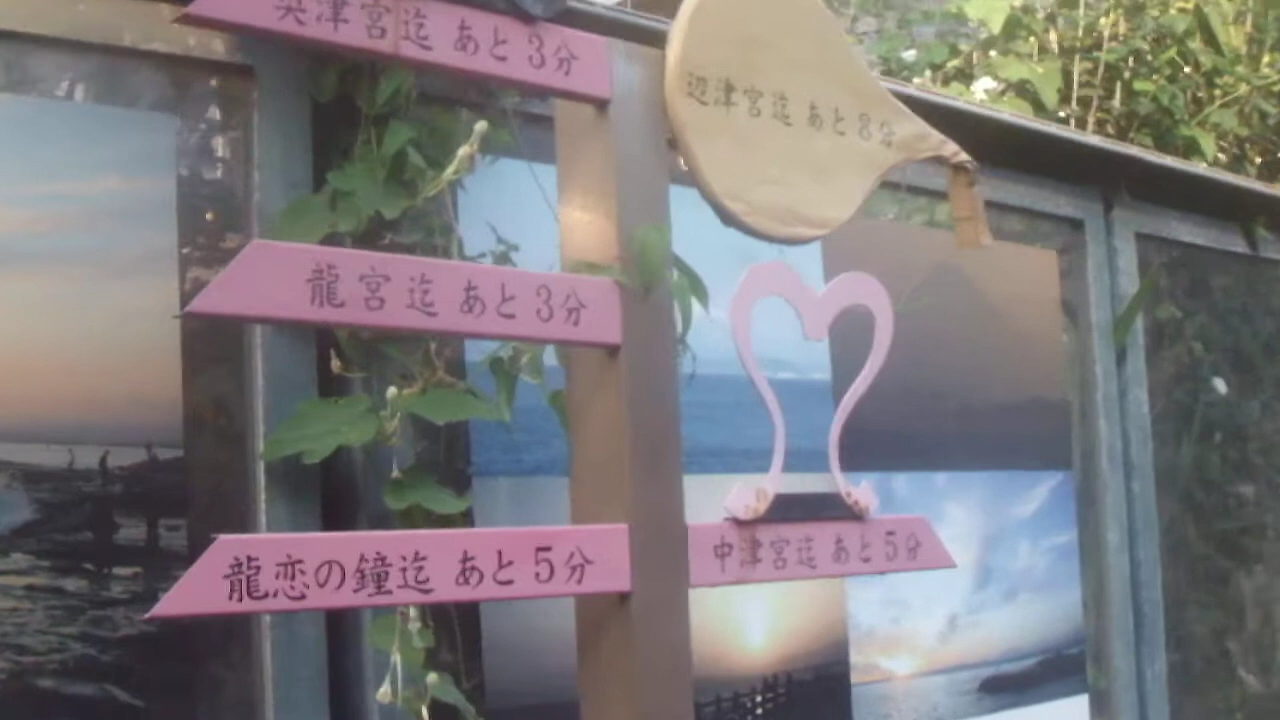 奥津宮迄 あと3分
辺津宮迄 あと8分
龍宮迄 あと3分
龍恋の鐘迄 あと5分
中津宮迄 あと5分